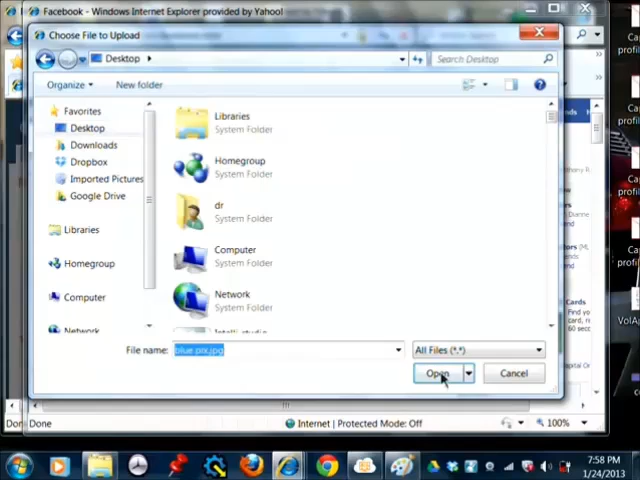 Facebook - Windows Internet Explorer provided by Yahoo!
Choose File to Upload
Desktop
Search Desktop
Organize
New folder
Favorites
Desktop
Downloads
Dropbox
Imported Pictures
Google Drive
Libraries
Homegroup
Computer
Network
Libraries
System Folder
Homegroup
System Folder
dr
System Folder
Computer
System Folder
Network
System Folder
File name:
blue pix.jpg
All Files (*.*)
Open
Cancel
Done
Done
Internet | Protected Mode: Off
100%
7:58 PM
1/24/2013